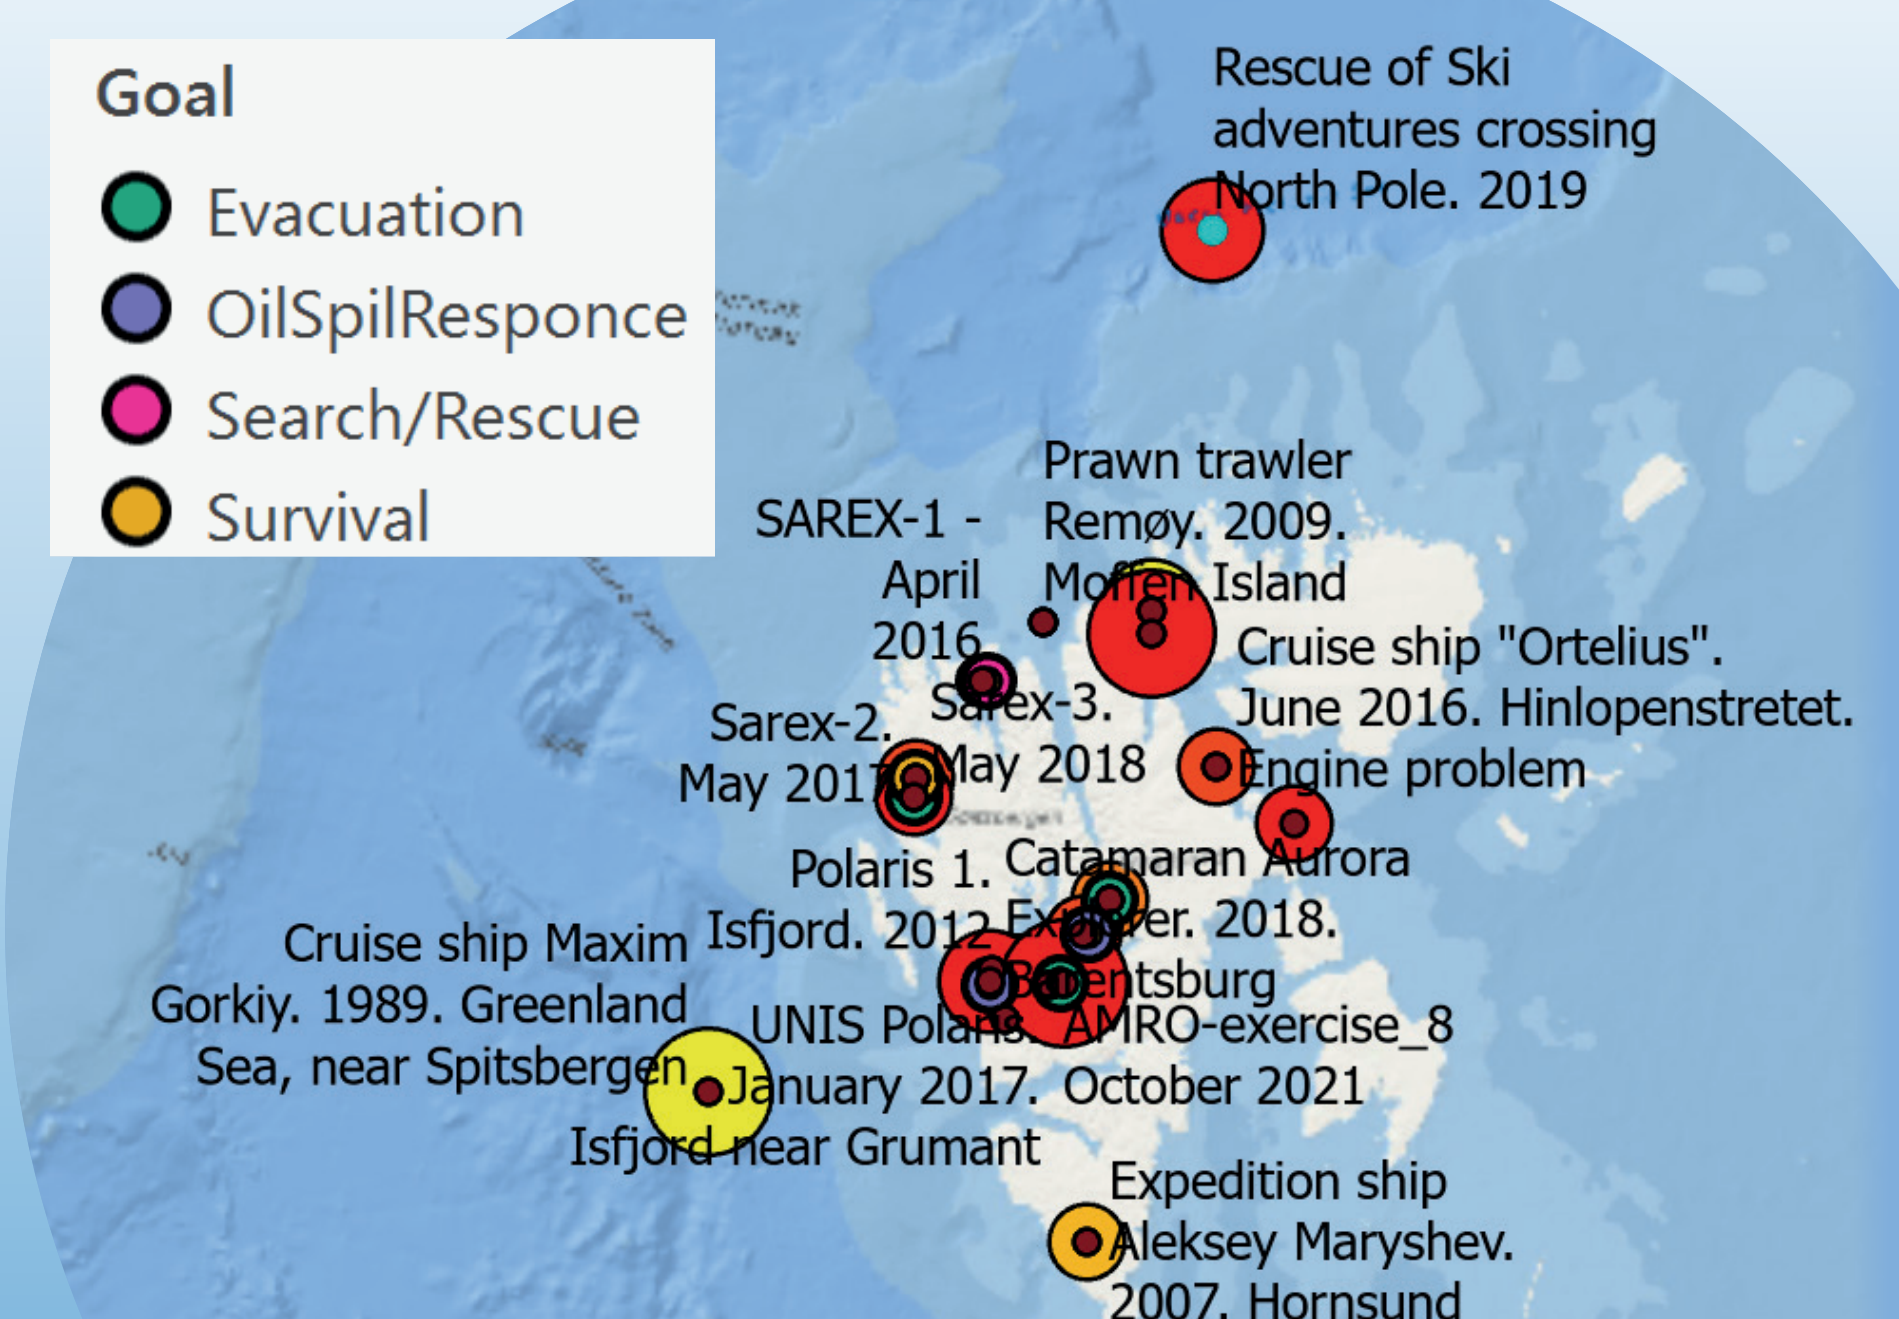 Goal
Evacuation
OilSpilResponce
Search/Rescue
Survival
Rescue of Ski
adventures crossing
North Pole. 2019
Prawn trawler
Remøy. 2009.
Moffen Island
SAREX-1 -
April
2016
Cruise ship "Ortelius".
June 2016. Hinlopenstretet.
Engine problem
Sarex-3.
May 2018
Sarex-2.
May 2017
Catamaran Aurora
Explorer. 2018.
Barentsburg
Polaris 1.
Isfjord. 2012
Cruise ship Maxim
Gorkiy. 1989. Greenland
Sea, near Spitsbergen
UNIS Polaris.
January 2017.
Isfjord near Grumant
AMRO-exercise_8
October 2021
Expedition ship
Aleksey Maryshev.
2007. Hornsund